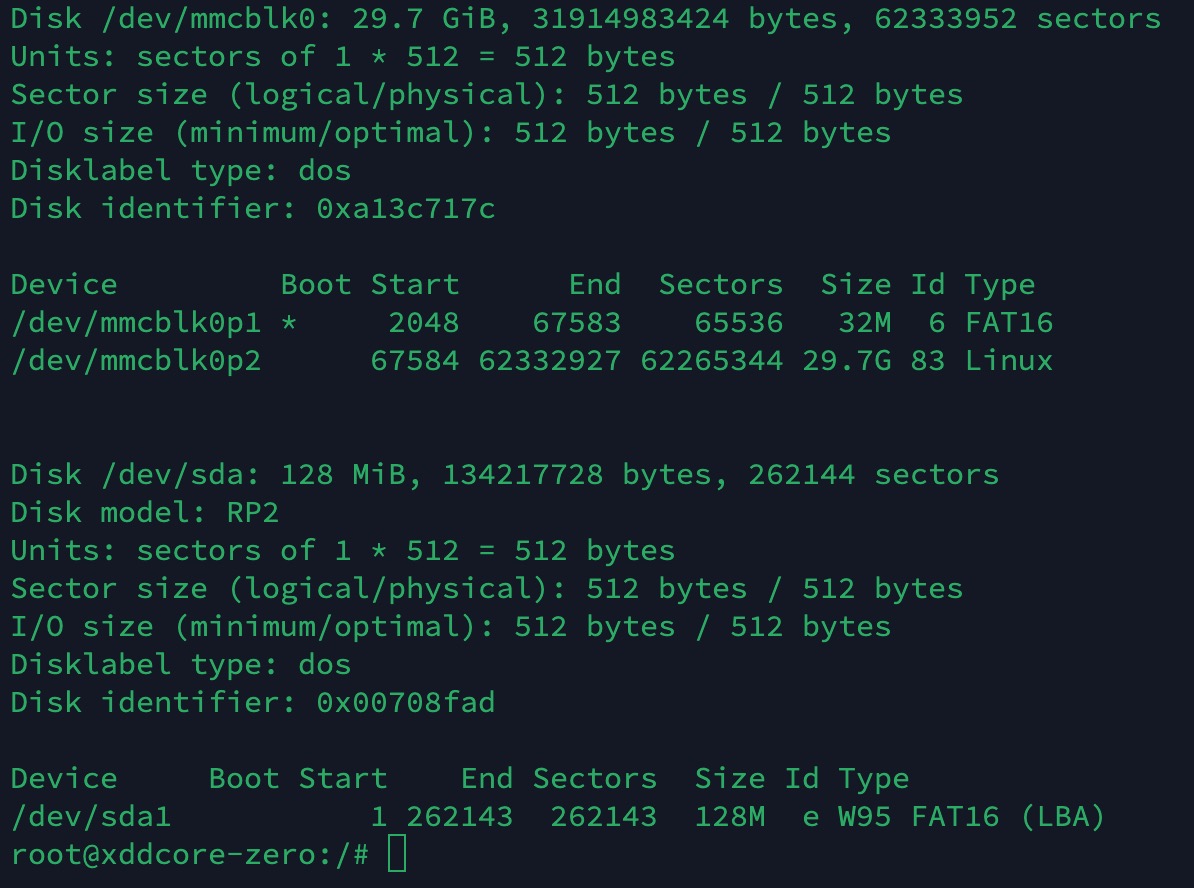 Disk /dev/mmcblk0: 29.7 GiB, 31914983424 bytes, 62333952 sectors
Units: sectors of 1 * 512 = 512 bytes
Sector size (logical/physical): 512 bytes / 512 bytes
I/O size (minimum/optimal): 512 bytes / 512 bytes
Disklabel type: dos
Disk identifier: 0xa13c717c

Device         Boot Start      End  Sectors  Size Id Type
/dev/mmcblk0p1 *     2048    67583    65536   32M  6 FAT16
/dev/mmcblk0p2      67584 62332927 62265344 29.7G 83 Linux


Disk /dev/sda: 128 MiB, 134217728 bytes, 262144 sectors
Disk model: RP2
Units: sectors of 1 * 512 = 512 bytes
Sector size (logical/physical): 512 bytes / 512 bytes
I/O size (minimum/optimal): 512 bytes / 512 bytes
Disklabel type: dos
Disk identifier: 0x00708fad

Device     Boot Start    End Sectors  Size Id Type
/dev/sda1           1 262143  262143  128M  e W95 FAT16 (LBA)
root@xddcore-zero:/#